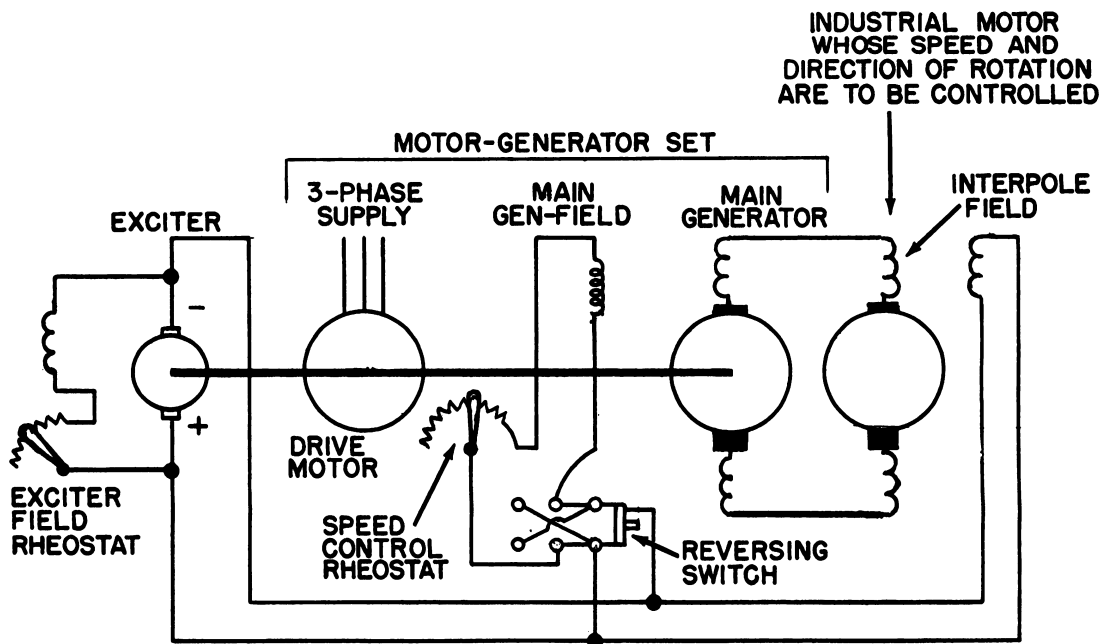 INDUSTRIAL MOTOR
WHOSE SPEED AND
DIRECTION OF ROTATION
ARE TO BE CONTROLLED
MOTOR-GENERATOR SET
3-PHASE
SUPPLY
MAIN
GEN-FIELD
MAIN
GENERATOR
INTERPOLE
FIELD
EXCITER
-
+
DRIVE
MOTOR
EXCITER
FIELD
RHEOSTAT
SPEED
CONTROL
RHEOSTAT
REVERSING
SWITCH